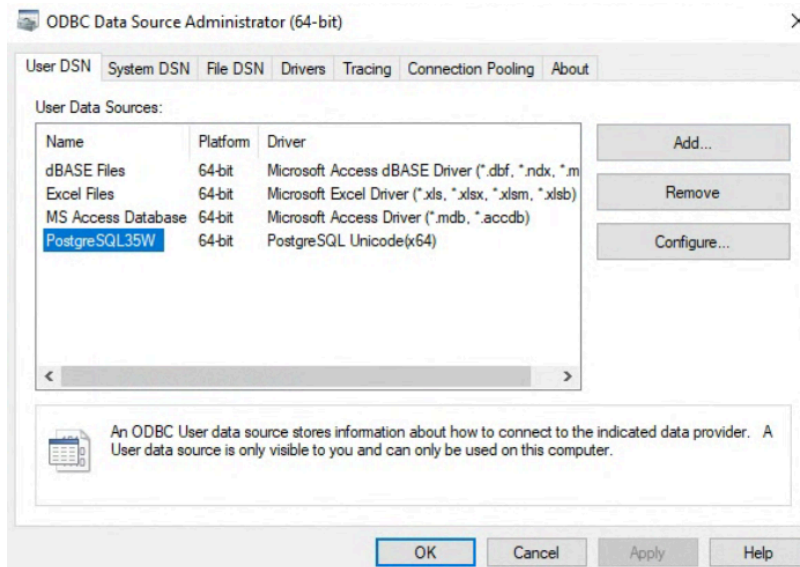 ODBC Data Source Administrator (64-bit)
User DSN System DSN File DSN Drivers Tracing Connection Pooling About
User Data Sources:
Name Platform Driver
dBASE Files 64-bit Microsoft Access dBASE Driver (*.dbf, *.ndx, *.m
Excel Files 64-bit Microsoft Excel Driver (*.xls, *.xlsx, *.xlsm, *.xlsb)
MS Access Database 64-bit Microsoft Access Driver (*.mdb, *.accdb)
PostgreSQL35W 64-bit PostgreSQL Unicode(x64)
Add...
Remove
Configure...
An ODBC User data source stores information about how to connect to the indicated data provider. A
User data source is only visible to you and can only be used on this computer.
OK Cancel Apply Help